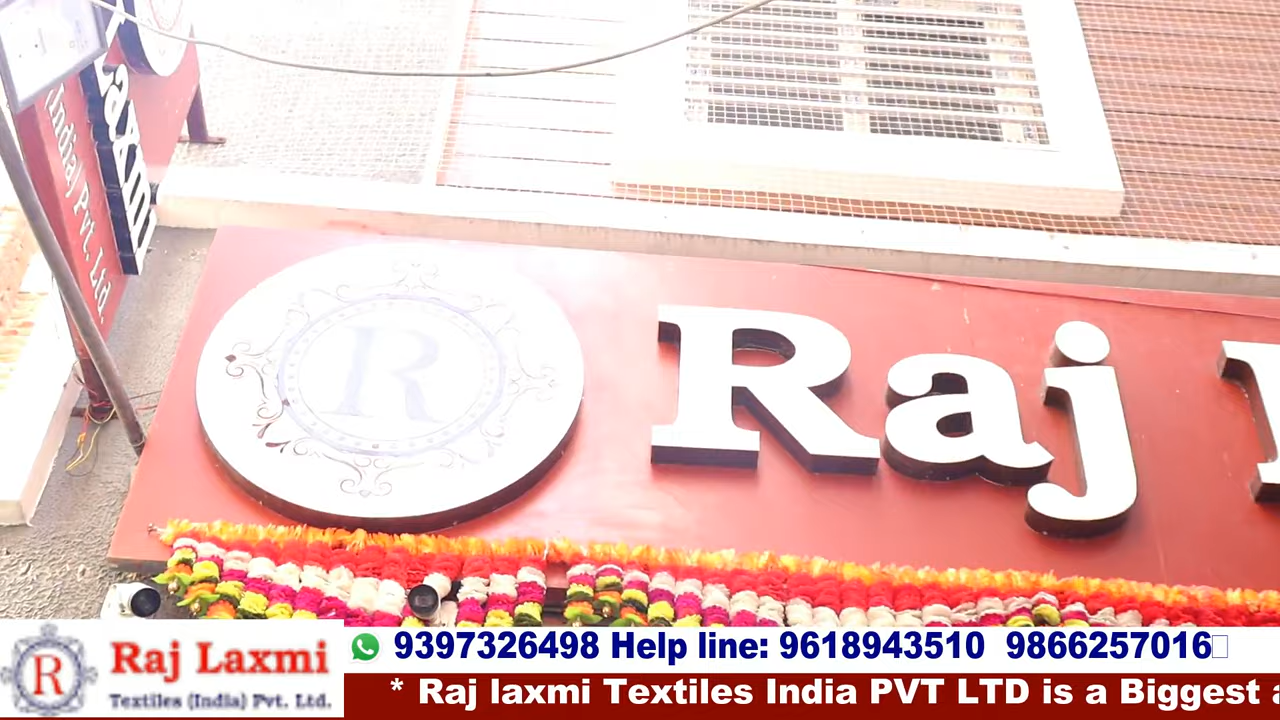 Laxmi
(India) Pvt. Ltd.
R
Raj
R
Raj Laxmi
Textiles (India) Pvt. Ltd.
9397326498 Help line: 9618943510 9866257016
* Raj laxmi Textiles India PVT LTD is a Biggest a